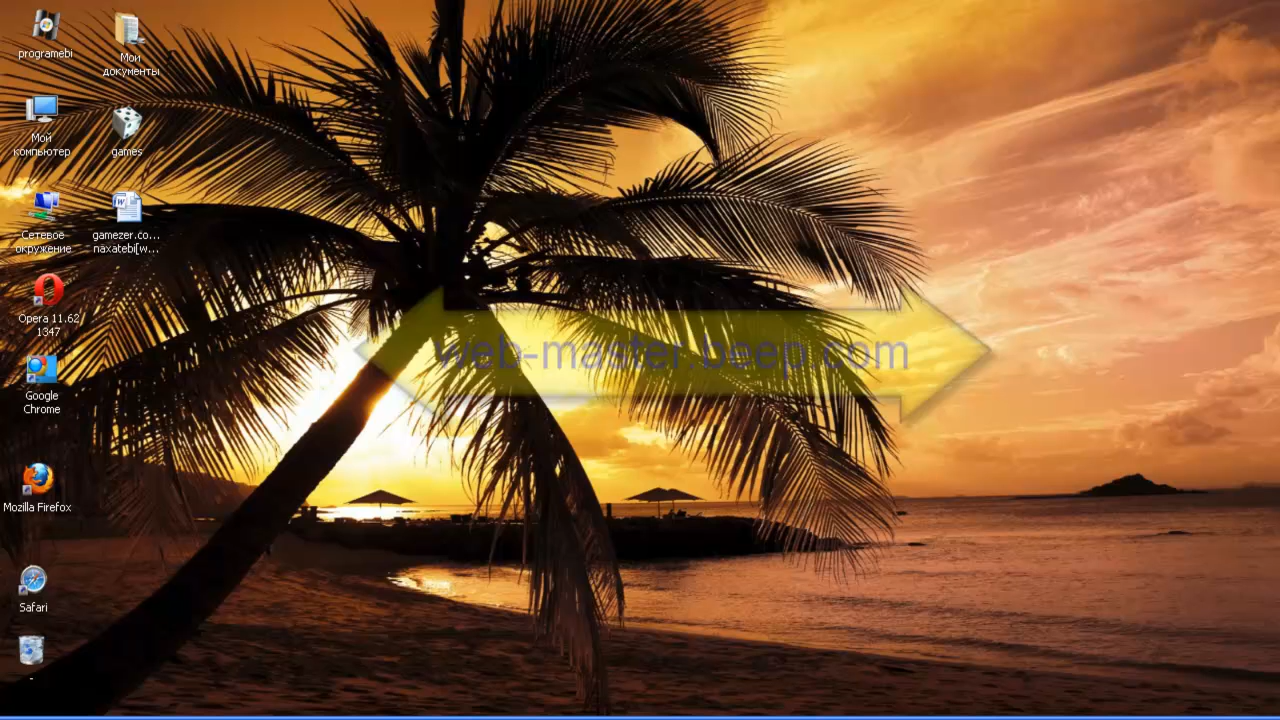 programebi
Мои
документы
Мой
компьютер
games
Сетевое
окружение
gamezer.co...
naxatebi[w...
Opera 11.62
1347
web-master.beep.com
Google
Chrome
Mozilla Firefox
Safari
-